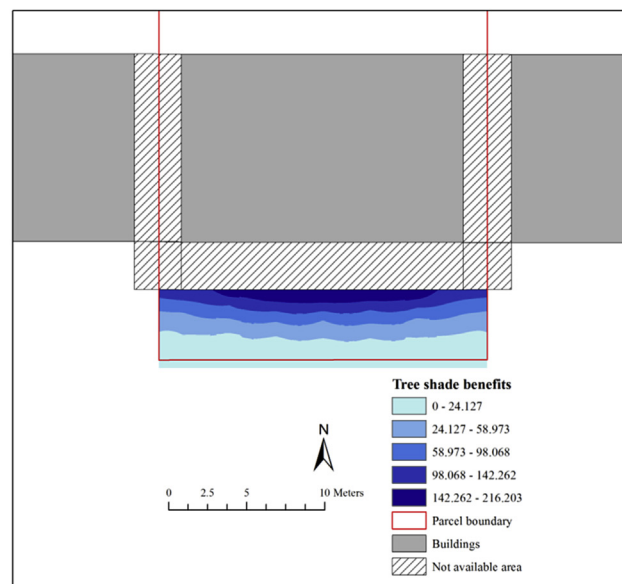 Tree shade benefits
0 - 24.127
24.127 - 58.973
58.973 - 98.068
98.068 - 142.262
142.262 - 216.203
Parcel boundary
Buildings
Not available area
N
0 2.5 5 10 Meters